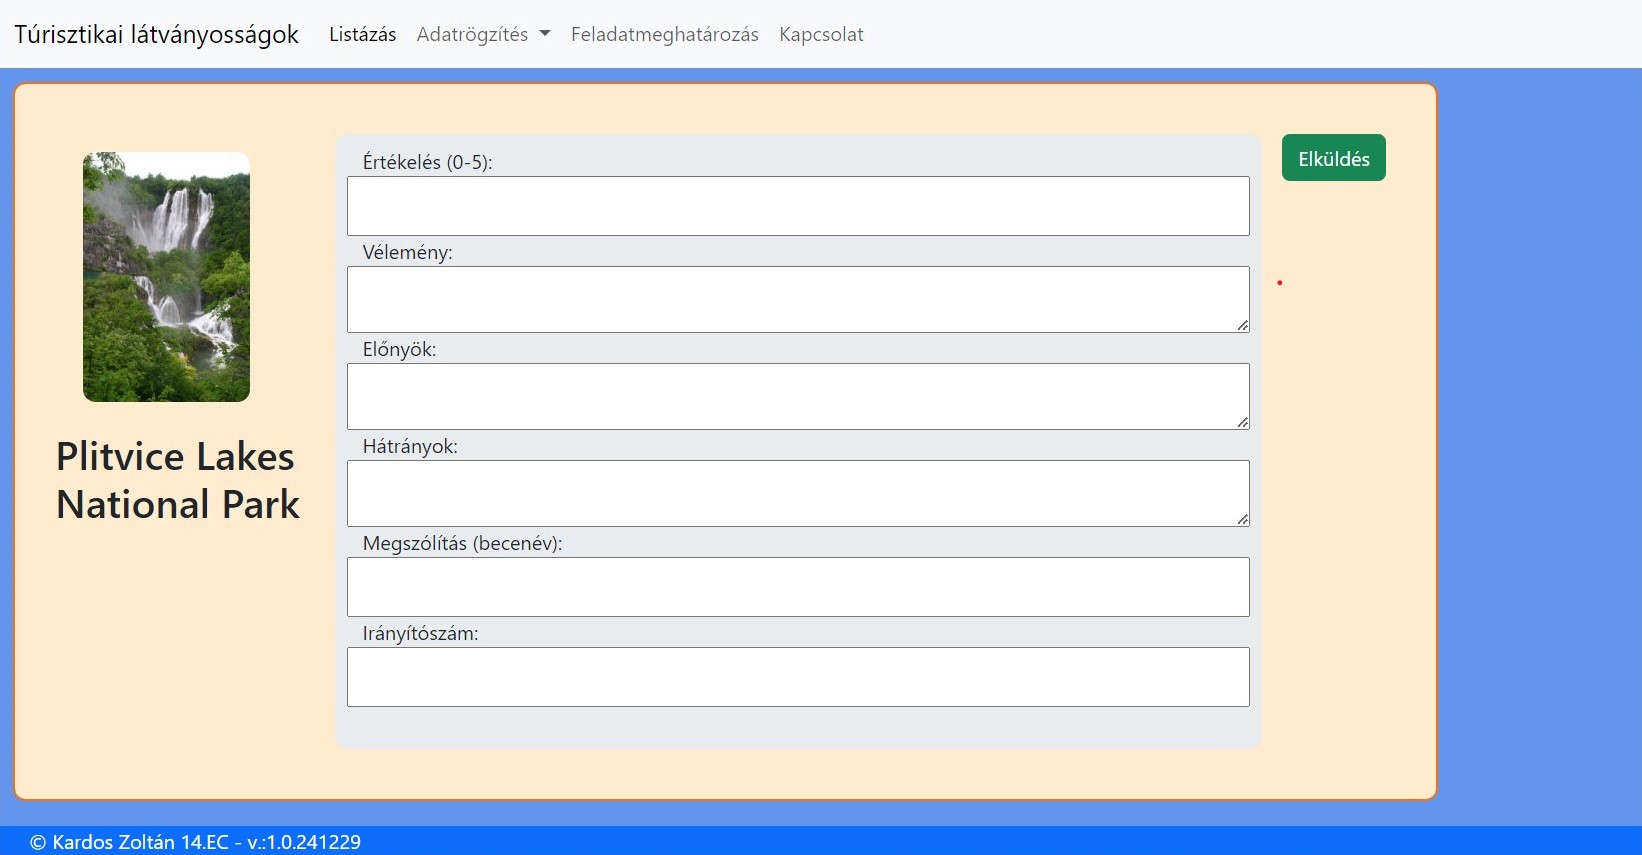 Túrisztikai látványosságok Listázás Adatrögzítés Feladatmeghatározás Kapcsolat
Értékelés (0-5):
Elküldés
Vélemény:
Előnyök:
Hátrányok:
Plitvice Lakes
National Park
Megszólítás (becenév):
Irányítószám:
© Kardos Zoltán 14.EC - v.:1.0.241229